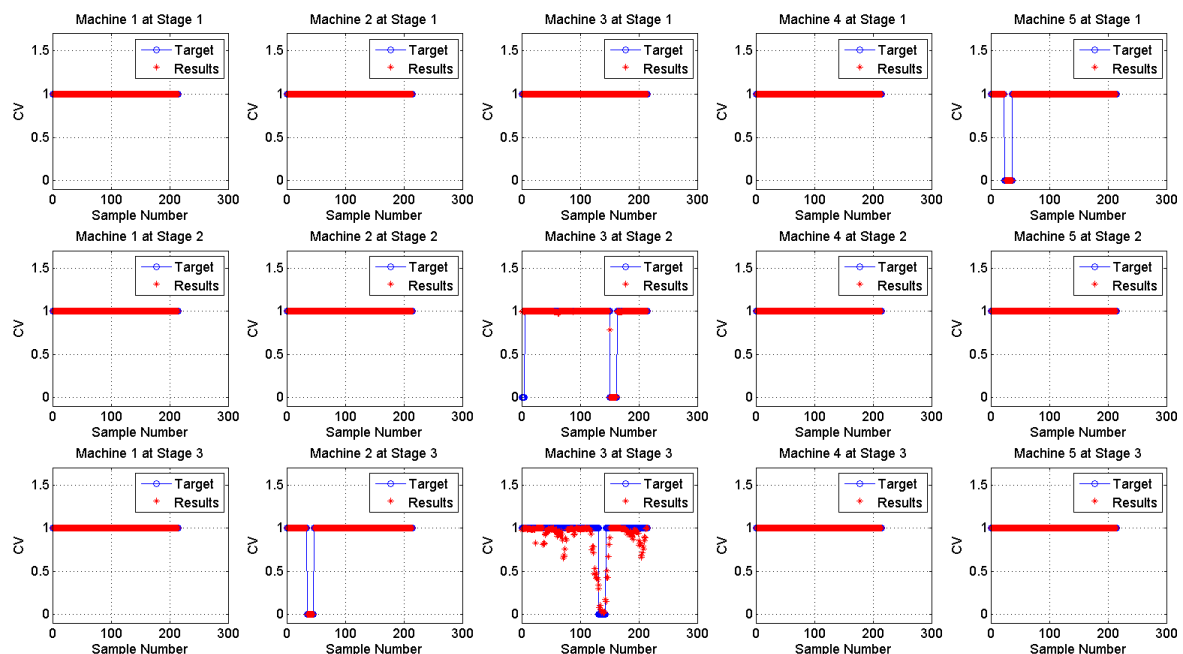 Machine 1 at Stage 1
1.5
1
0.5
0
CV
Target
Results
0 100 200 300
Sample Number
Machine 2 at Stage 1
1.5
1
0.5
0
CV
Target
Results
0 100 200 300
Sample Number
Machine 3 at Stage 1
1.5
1
0.5
0
CV
Target
Results
0 100 200 300
Sample Number
Machine 4 at Stage 1
1.5
1
0.5
0
CV
Target
Results
0 100 200 300
Sample Number
Machine 5 at Stage 1
1.5
1
0.5
0
CV
Target
Results
0 100 200 300
Sample Number
Machine 1 at Stage 2
1.5
1
0.5
0
CV
Target
Results
0 100 200 300
Sample Number
Machine 2 at Stage 2
1.5
1
0.5
0
CV
Target
Results
0 100 200 300
Sample Number
Machine 3 at Stage 2
1.5
1
0.5
0
CV
Target
Results
0 100 200 300
Sample Number
Machine 4 at Stage 2
1.5
1
0.5
0
CV
Target
Results
0 100 200 300
Sample Number
Machine 5 at Stage 2
1.5
1
0.5
0
CV
Target
Results
0 100 200 300
Sample Number
Machine 1 at Stage 3
1.5
1
0.5
0
CV
Target
Results
0 100 200 300
Sample Number
Machine 2 at Stage 3
1.5
1
0.5
0
CV
Target
Results
0 100 200 300
Sample Number
Machine 3 at Stage 3
1.5
1
0.5
0
CV
Target
Results
0 100 200 300
Sample Number
Machine 4 at Stage 3
1.5
1
0.5
0
CV
Target
Results
0 100 200 300
Sample Number
Machine 5 at Stage 3
1.5
1
0.5
0
CV
Target
Results
0 100 200 300
Sample Number